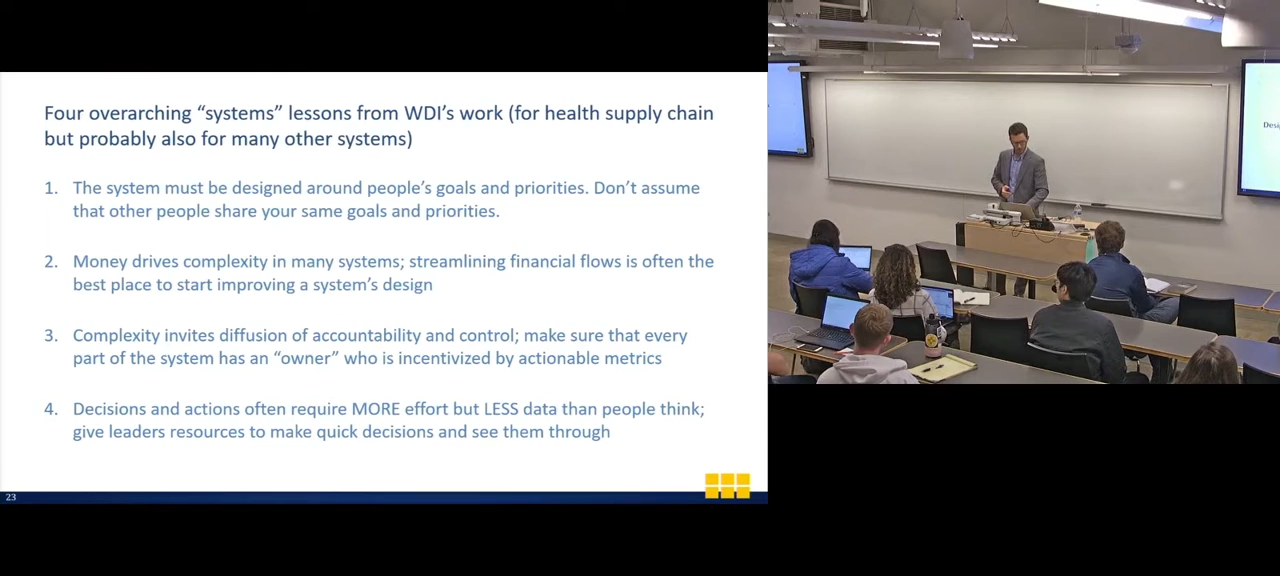 Four overarching “systems” lessons from WDI’s work (for health supply chain
but probably also for many other systems)
1. The system must be designed around people’s goals and priorities. Don’t assume
that other people share your same goals and priorities.
2. Money drives complexity in many systems; streamlining financial flows is often the
best place to start improving a system’s design
3. Complexity invites diffusion of accountability and control; make sure that every
part of the system has an “owner” who is incentivized by actionable metrics
4. Decisions and actions often require MORE effort but LESS data than people think;
give leaders resources to make quick decisions and see them through
23